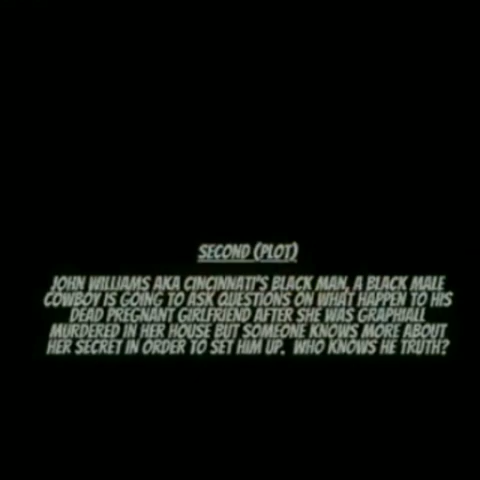 SECOND (PLOT)
JOHN WILLIAMS AKA CINCINNATI'S BLACK MAN, A BLACK MALE
COWBOY IS GOING TO ASK QUESTIONS ON WHAT HAPPEN TO HIS
DEAD PREGNANT GIRLFRIEND AFTER SHE WAS GRAPHIALL
MURDERED IN HER HOUSE BUT SOMEONE KNOWS MORE ABOUT
HER SECRET IN ORDER TO SET HIM UP. WHO KNOWS HE TRUTH?